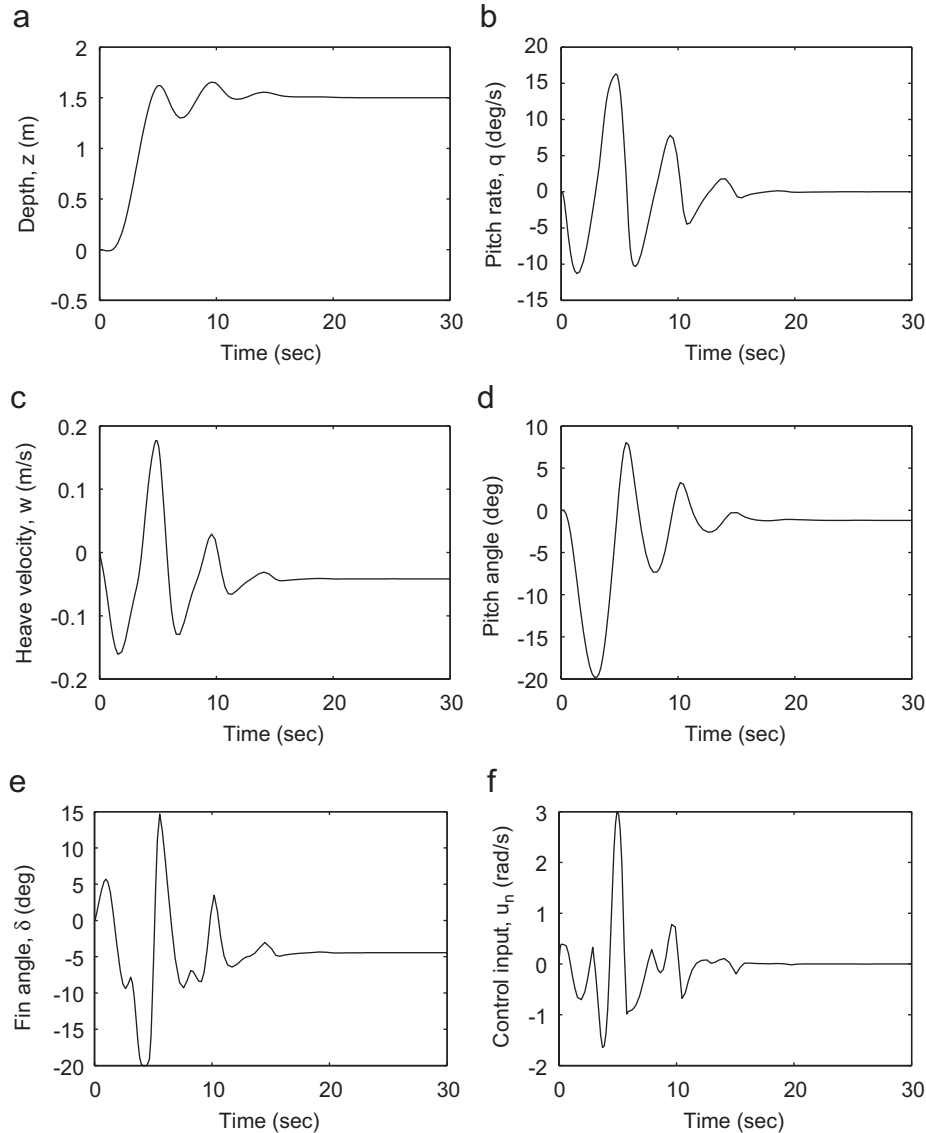 a
2
1.5
1
0.5
0
-0.5
Depth, z (m)
0 10 20 30
Time (sec)
b
20
15
10
5
0
-5
-10
-15
Pitch rate, q (deg/s)
0 10 20 30
Time (sec)
c
0.2
0.1
0
-0.1
-0.2
Heave velocity, w (m/s)
0 10 20 30
Time (sec)
d
10
5
0
-5
-10
-15
-20
Pitch angle (deg)
0 10 20 30
Time (sec)
e
15
10
5
0
-5
-10
-15
-20
Fin angle, δ (deg)
0 10 20 30
Time (sec)
f
3
2
1
0
-1
-2
Control input, uₙ (rad/s)
0 10 20 30
Time (sec)